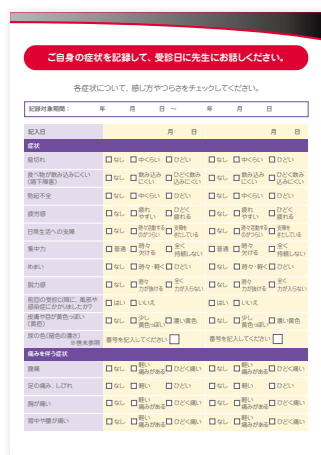 ご自身の症状を記録して、受診日に先生にお話しください。
各症状について、感じ方やつらさをチェックしてください。
記録対象期間： 年 月 日 ～ 年 月 日
記入日 月 日 月 日
症状
息切れ □なし □中くらい □ひどい □なし □中くらい □ひどい
食べ物が飲み込みにくい
（嚥下障害） □なし □飲み込みにくい □ひどく飲み込みにくい □なし □飲み込みにくい □ひどく飲み込みにくい
勃起不全 □なし □中くらい □ひどい □なし □中くらい □ひどい
疲労感 □なし □疲れやすい □ひどく疲れる □なし □疲れやすい □ひどく疲れる
日常生活への支障 □なし □時々活動するのがつらい □支障をきたしている □なし □時々活動するのがつらい □支障をきたしている
集中力 □普通 □時々欠ける □全く持続しない □普通 □時々欠ける □全く持続しない
めまい □なし □時々・軽く □ひどい □なし □時々・軽く □ひどい
脱力感 □なし □時々力が抜ける □全く力が入らない □なし □時々力が抜ける □全く力が入らない
前回の受診以降に、風邪や
感染症にかかりましたか？ □はい □いいえ □はい □いいえ
皮膚や目が黄色っぽい
（黄疸） □なし □少し黄色っぽい □濃い黄色 □なし □少し黄色っぽい □濃い黄色
尿の色（褐色の濃さ）
※巻末参照 番号を記入してください□ 番号を記入してください□
痛みを伴う症状
腹痛 □なし □軽い痛みがある □ひどく痛い □なし □軽い痛みがある □ひどく痛い
足の痛み、しびれ □なし □軽い □ひどい □なし □軽い □ひどい
胸が痛い □なし □軽い痛みがある □ひどく痛い □なし □軽い痛みがある □ひどく痛い
背中や腰が痛い □なし □軽い痛みがある □ひどく痛い □なし □軽い痛みがある □ひどく痛い